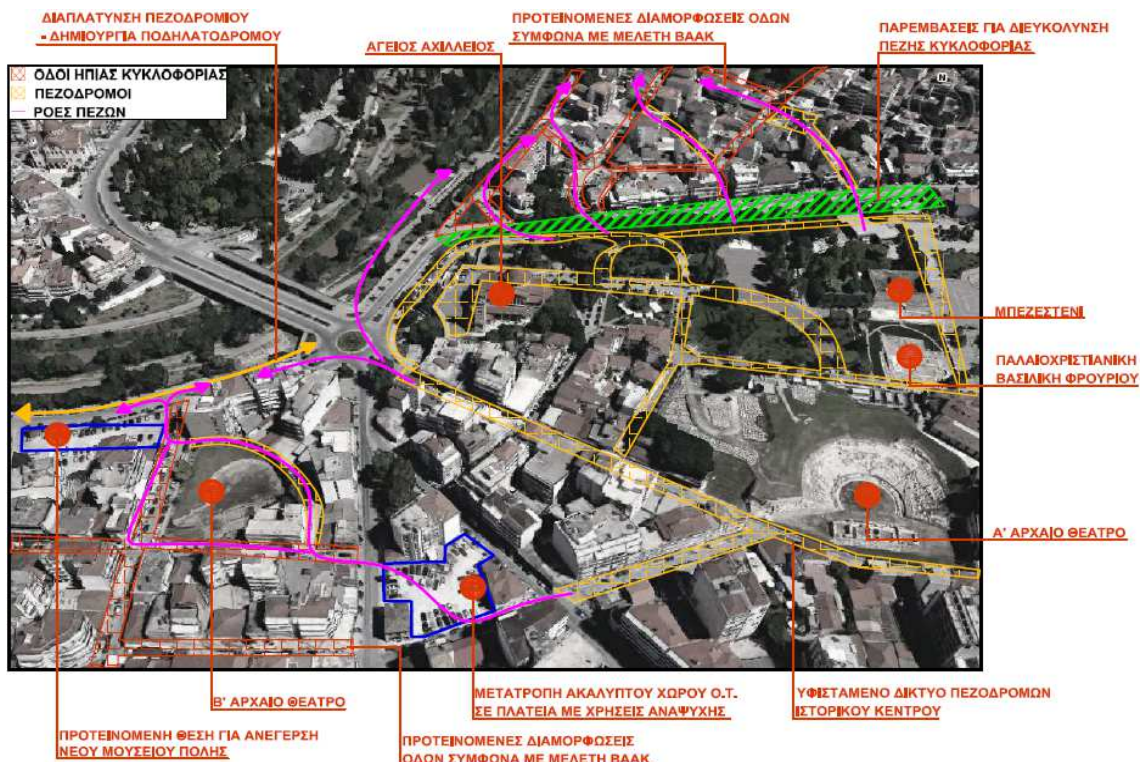 ΔΙΑΠΛΑΤΥΝΣΗ ΠΕΖΟΔΡΟΜΙΟΥ
- ΔΗΜΙΟΥΡΓΙΑ ΠΟΔΗΛΑΤΟΔΡΟΜΟΥ
ΑΓΕΙΟΣ ΑΧΙΛΛΕΙΟΣ
ΠΡΟΤΕΙΝΟΜΕΝΕΣ ΔΙΑΜΟΡΦΩΣΕΙΣ ΟΔΩΝ
ΣΥΜΦΩΝΑ ΜΕ ΜΕΛΕΤΗ ΒΑΑΚ
ΠΑΡΕΜΒΑΣΕΙΣ ΓΙΑ ΔΙΕΥΚΟΛΥΝΣΗ
ΠΕΖΗΣ ΚΥΚΛΟΦΟΡΙΑΣ
ΟΔΟΙ ΗΠΙΑΣ ΚΥΚΛΟΦΟΡΙΑΣ
ΠΕΖΟΔΡΟΜΟΙ
ΡΟΕΣ ΠΕΖΩΝ
N
ΜΠΕΖΕΣΤΕΝΙ
ΠΑΛΑΙΟΧΡΙΣΤΙΑΝΙΚΗ
ΒΑΣΙΛΙΚΗ ΦΡΟΥΡΙΟΥ
Α' ΑΡΧΑΙΟ ΘΕΑΤΡΟ
Β' ΑΡΧΑΙΟ ΘΕΑΤΡΟ
ΜΕΤΑΤΡΟΠΗ ΑΚΑΛΥΠΤΟΥ ΧΩΡΟΥ Ο.Τ.
ΣΕ ΠΛΑΤΕΙΑ ΜΕ ΧΡΗΣΕΙΣ ΑΝΑΨΥΧΗΣ
ΥΦΙΣΤΑΜΕΝΟ ΔΙΚΤΥΟ ΠΕΖΟΔΡΟΜΩΝ
ΙΣΤΟΡΙΚΟΥ ΚΕΝΤΡΟΥ
ΠΡΟΤΕΙΝΟΜΕΝΗ ΘΕΣΗ ΓΙΑ ΑΝΕΓΕΡΣΗ
ΝΕΟΥ ΜΟΥΣΕΙΟΥ ΠΟΛΗΣ
ΠΡΟΤΕΙΝΟΜΕΝΕΣ ΔΙΑΜΟΡΦΩΣΕΙΣ
ΟΔΩΝ ΣΥΜΦΩΝΑ ΜΕ ΜΕΛΕΤΗ ΒΑΑΚ